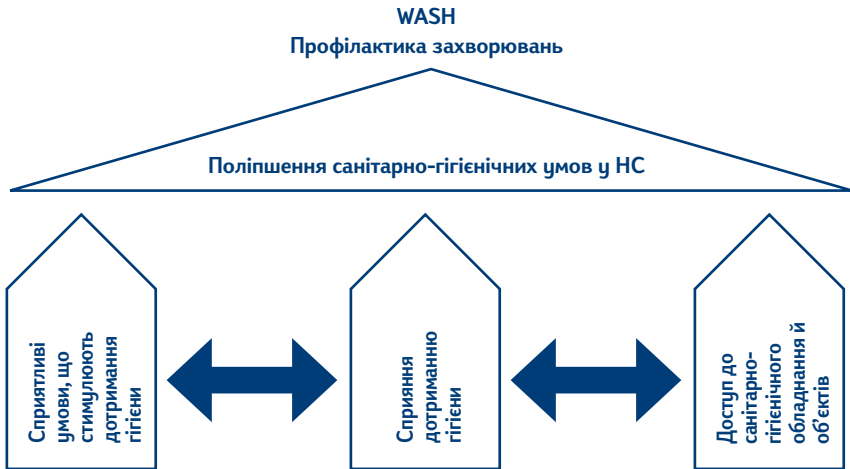 WASH
Профілактика захворювань
Поліпшення санітарно-гігієнічних умов у НС
Сприятливі
умови, що
стимулюють
дотримання
гігієни
Сприяння
дотриманню
гігієни
Доступ до
санітарно-
гігієнічного
обладнання й
об'єктів